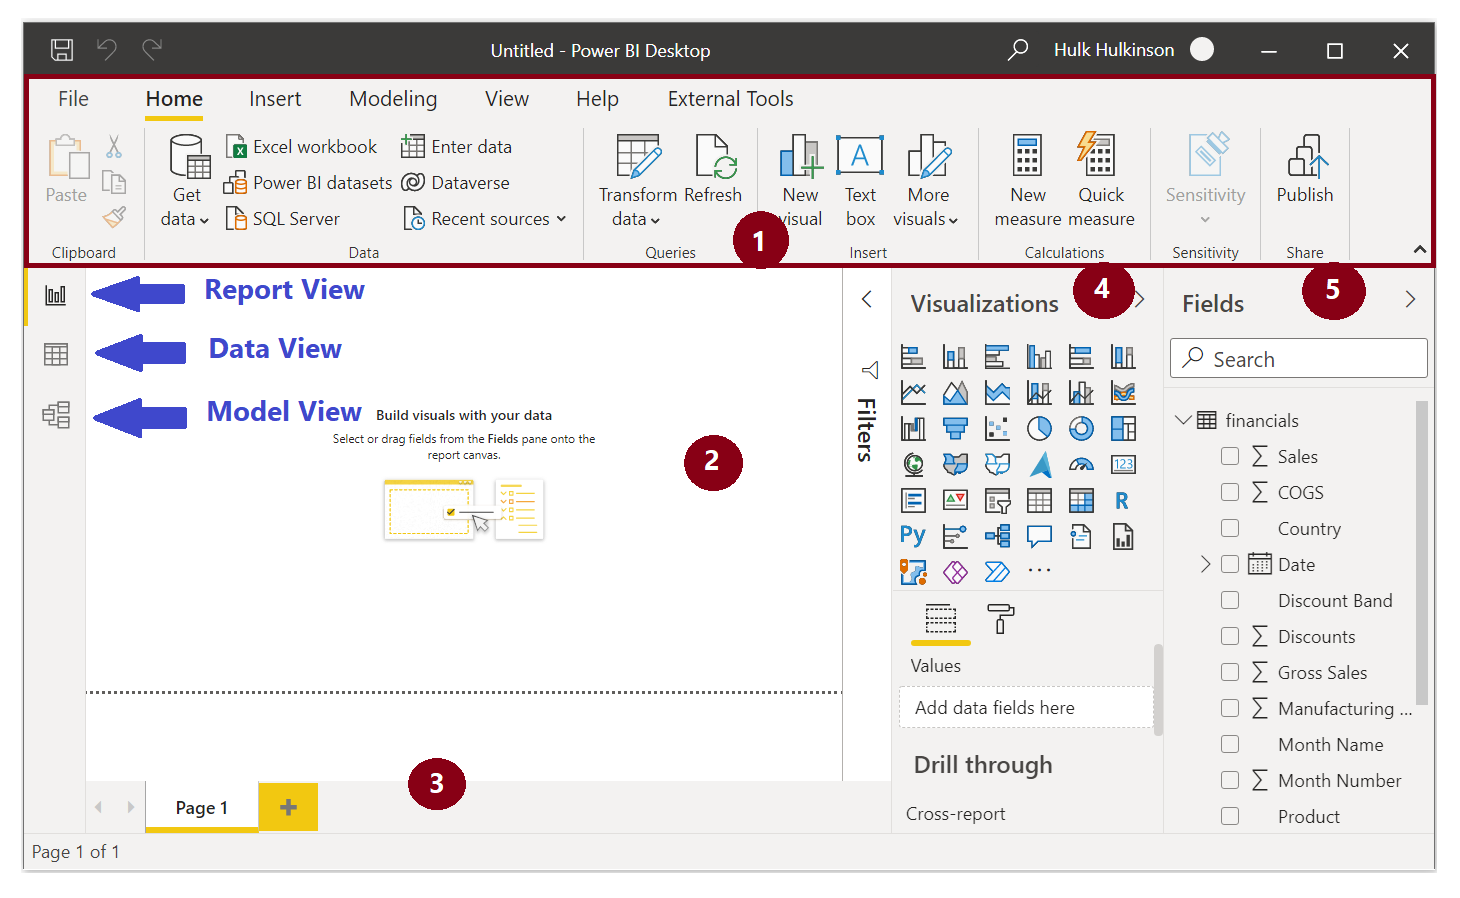 Untitled - Power BI Desktop
Hulk Hulkinson
File Home Insert Modeling View Help External Tools
Paste
Clipboard
Get data
Excel workbook
Power BI datasets
SQL Server
Enter data
Dataverse
Recent sources
Data
Transform data
Refresh
Queries
New visual
Text box
More visuals
Insert
New measure
Quick measure
Calculations
Sensitivity
Sensitivity
Publish
Share
1
Report View
Data View
Model View
Build visuals with your data
Select or drag fields from the Fields pane onto the
report canvas.
2
3
Page 1
Page 1 of 1
Filters
Visualizations
4
123
R
Py
...
Values
Add data fields here
Drill through
Cross-report
Fields
5
Search
financials
Sales
COGS
Country
Date
Discount Band
Discounts
Gross Sales
Manufacturing ...
Month Name
Month Number
Product